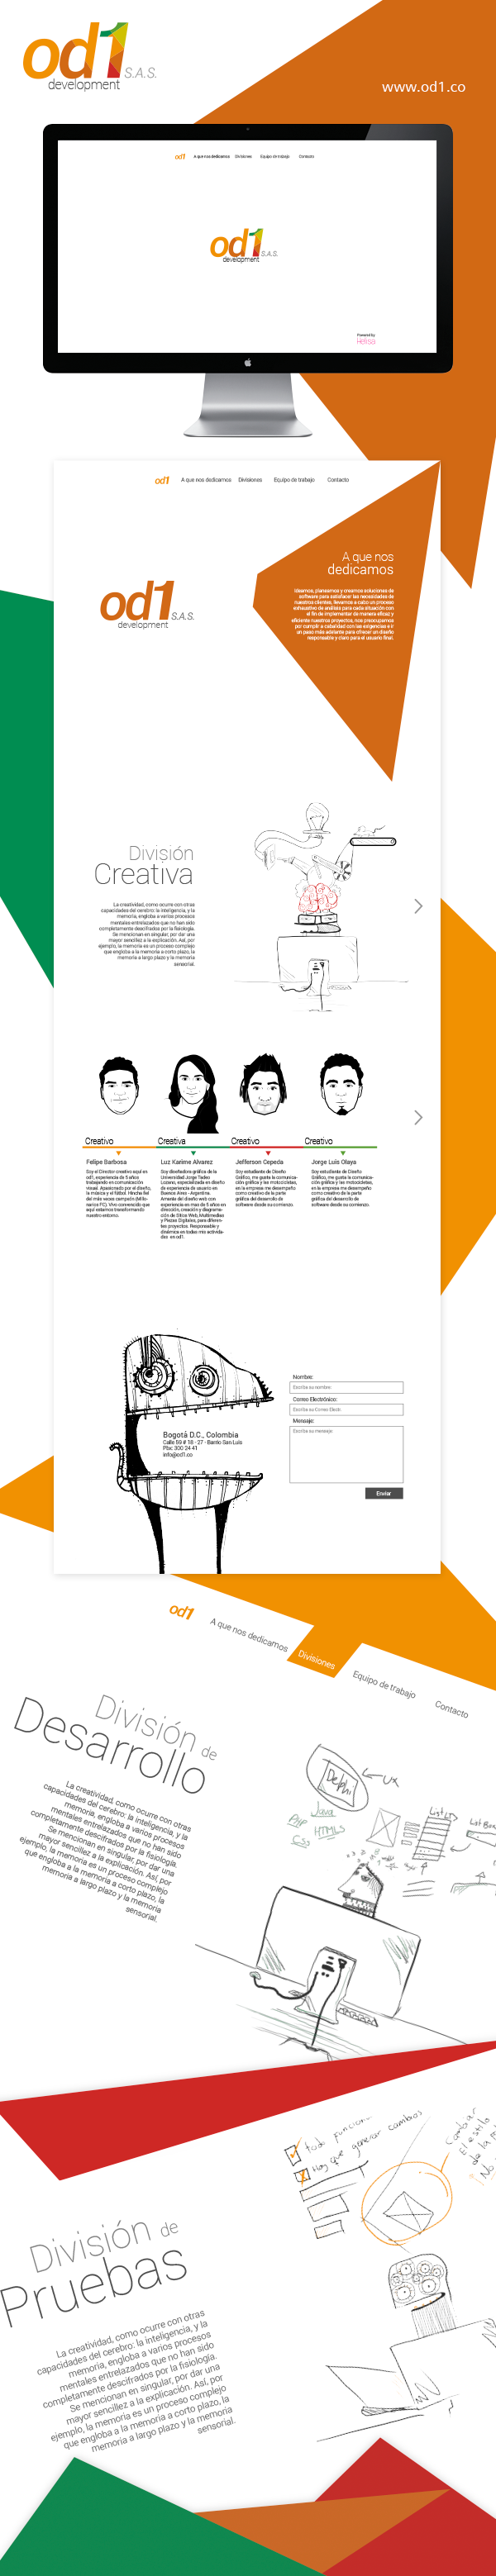 od1 S.A.S.
development
www.od1.co
od1 A que nos dedicamos Divisiones Equipo de trabajo Contacto
od1 S.A.S.
development
Powered by
Helisa
od1 A que nos dedicamos Divisiones Equipo de trabajo Contacto
A que nos
dedicamos
Ideamos, planeamos y creamos soluciones de
software para satisfacer las necesidades de
nuestros clientes, llevamos a cabo un proceso
exhaustivo de análisis para cada situación con
el fin de implementar de manera eficaz y
eficiente nuestros proyectos, nos preocupamos
por cumplir a cabalidad con las exigencias e ir
un paso más adelante para ofrecer un diseño
responsable y claro para el usuario final.
od1 S.A.S.
development
División
Creativa
La creatividad, como ocurre con otras
capacidades del cerebro: la inteligencia, y la
memoria, engloba a varios procesos
mentales entrelazados que no han sido
completamente descifrados por la fisiología.
Se mencionan en singular, por dar una
mayor sencillez a la explicación. Así, por
ejemplo, la memoria es un proceso complejo
que engloba a la memoria a corto plazo, la
memoria a largo plazo y la memoria
sensorial.
Creativo Creativa Creativo Creativo
Felipe Barbosa
Soy el Director creativo aquí en
od1, experiencia de 5 años
trabajando en comunicación
visual. Apasionado por el diseño,
la música y el fútbol. Hincha fiel
del más veces campeón (Millo-
narios FC). Vivo convencido que
aquí estamos transformando
nuestro entorno.
Luz Karime Alvarez
Soy diseñadora gráfica de la
Universidad Jorge Tadeo
Lozano, especializada en diseño
de experiencia de usuario en
Buenos Aires - Argentina.
Amante del diseño web con
experiencia en mas de 5 años en
dirección, creación y diagrama-
ción de Sitios Web, Multimedias
y Piezas Digitales, para diferen-
tes proyectos. Responsable y
dinámica en todas mis activida-
des en od1.
Jefferson Cepeda
Soy estudiante de Diseño
Gráfico, me gusta la comunica-
ción gráfica y las motocicletas,
en la empresa me desempeño
como creativo de la parte
gráfica del desarrollo de
software desde su comienzo.
Jorge Luis Olaya
Soy estudiante de Diseño
Gráfico, me gusta la comunica-
ción gráfica y las motocicletas,
en la empresa me desempeño
como creativo de la parte
gráfica del desarrollo de
software desde su comienzo.
Bogotá D.C., Colombia
Calle 59 # 16 - 27 - Barrio San Luis
Pbx: 300 24 41
info@od1.co
Nombre:
Escriba su nombre
Correo Electrónico:
Escriba su Correo Electr
Mensaje:
Escriba su mensaje
Enviar
od1 A que nos dedicamos Divisiones Equipo de trabajo Contacto
División de
Desarrollo
La creatividad, como ocurre con otras
capacidades del cerebro: la inteligencia, y la
memoria, engloba a varios procesos
mentales entrelazados que no han sido
completamente descifrados por la fisiología.
Se mencionan en singular, por dar una
mayor sencillez a la explicación. Así, por
ejemplo, la memoria es un proceso complejo
que engloba a la memoria a corto plazo, la
memoria a largo plazo y la memoria
sensorial.
Delphi
UX
Java
PHP HTML5
Css
List Box
todo funciona
Hay que generar cambios
Cambiar
el estilo
de la
No
División de
Pruebas
La creatividad, como ocurre con otras
capacidades del cerebro: la inteligencia, y la
memoria, engloba a varios procesos
mentales entrelazados que no han sido
completamente descifrados por la fisiología.
Se mencionan en singular, por dar una
mayor sencillez a la explicación. Así, por
ejemplo, la memoria es un proceso complejo
que engloba a la memoria a corto plazo, la
memoria a largo plazo y la memoria
sensorial.